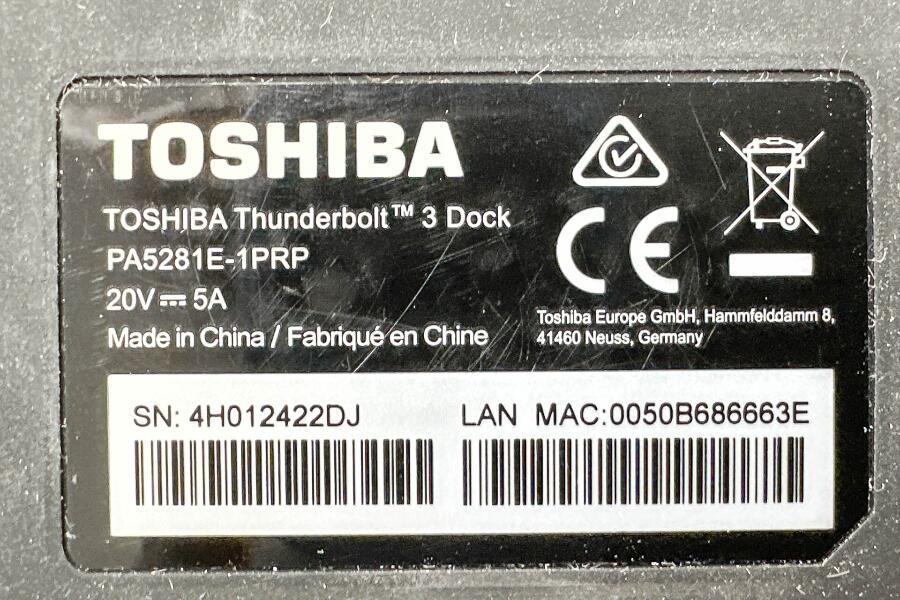 TOSHIBA
TOSHIBA Thunderbolt™ 3 Dock
PA5281E-1PRP
20V⎓5A
Made in China / Fabriqué en Chine
CE
Toshiba Europe GmbH, Hammfelddamm 8,
41460 Neuss, Germany
SN: 4H012422DJ
LAN MAC:0050B686663E